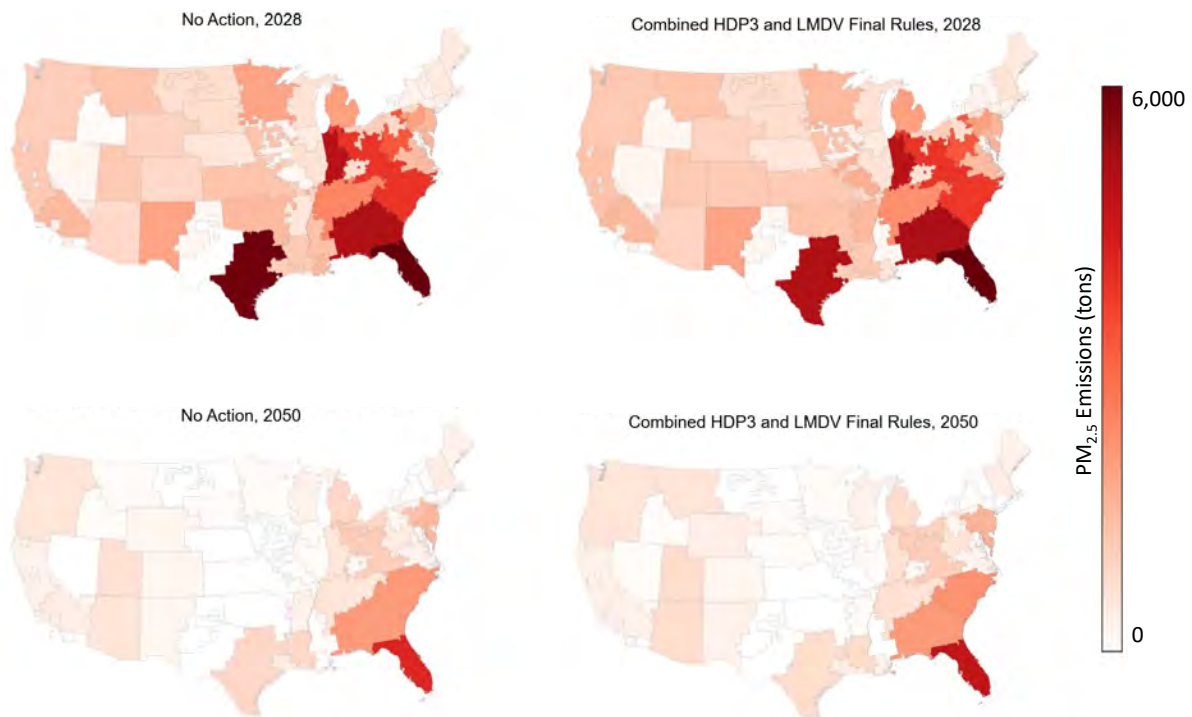 No Action, 2028
Combined HDP3 and LMDV Final Rules, 2028
6,000
PM2.5 Emissions (tons)
No Action, 2050
Combined HDP3 and LMDV Final Rules, 2050
0